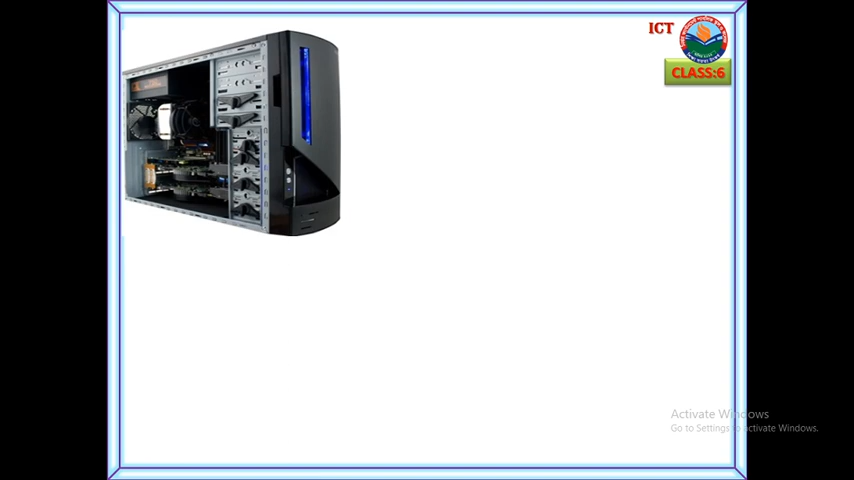 ICT
CLASS:6
Activate Windows
Go to Settings to activate Windows.